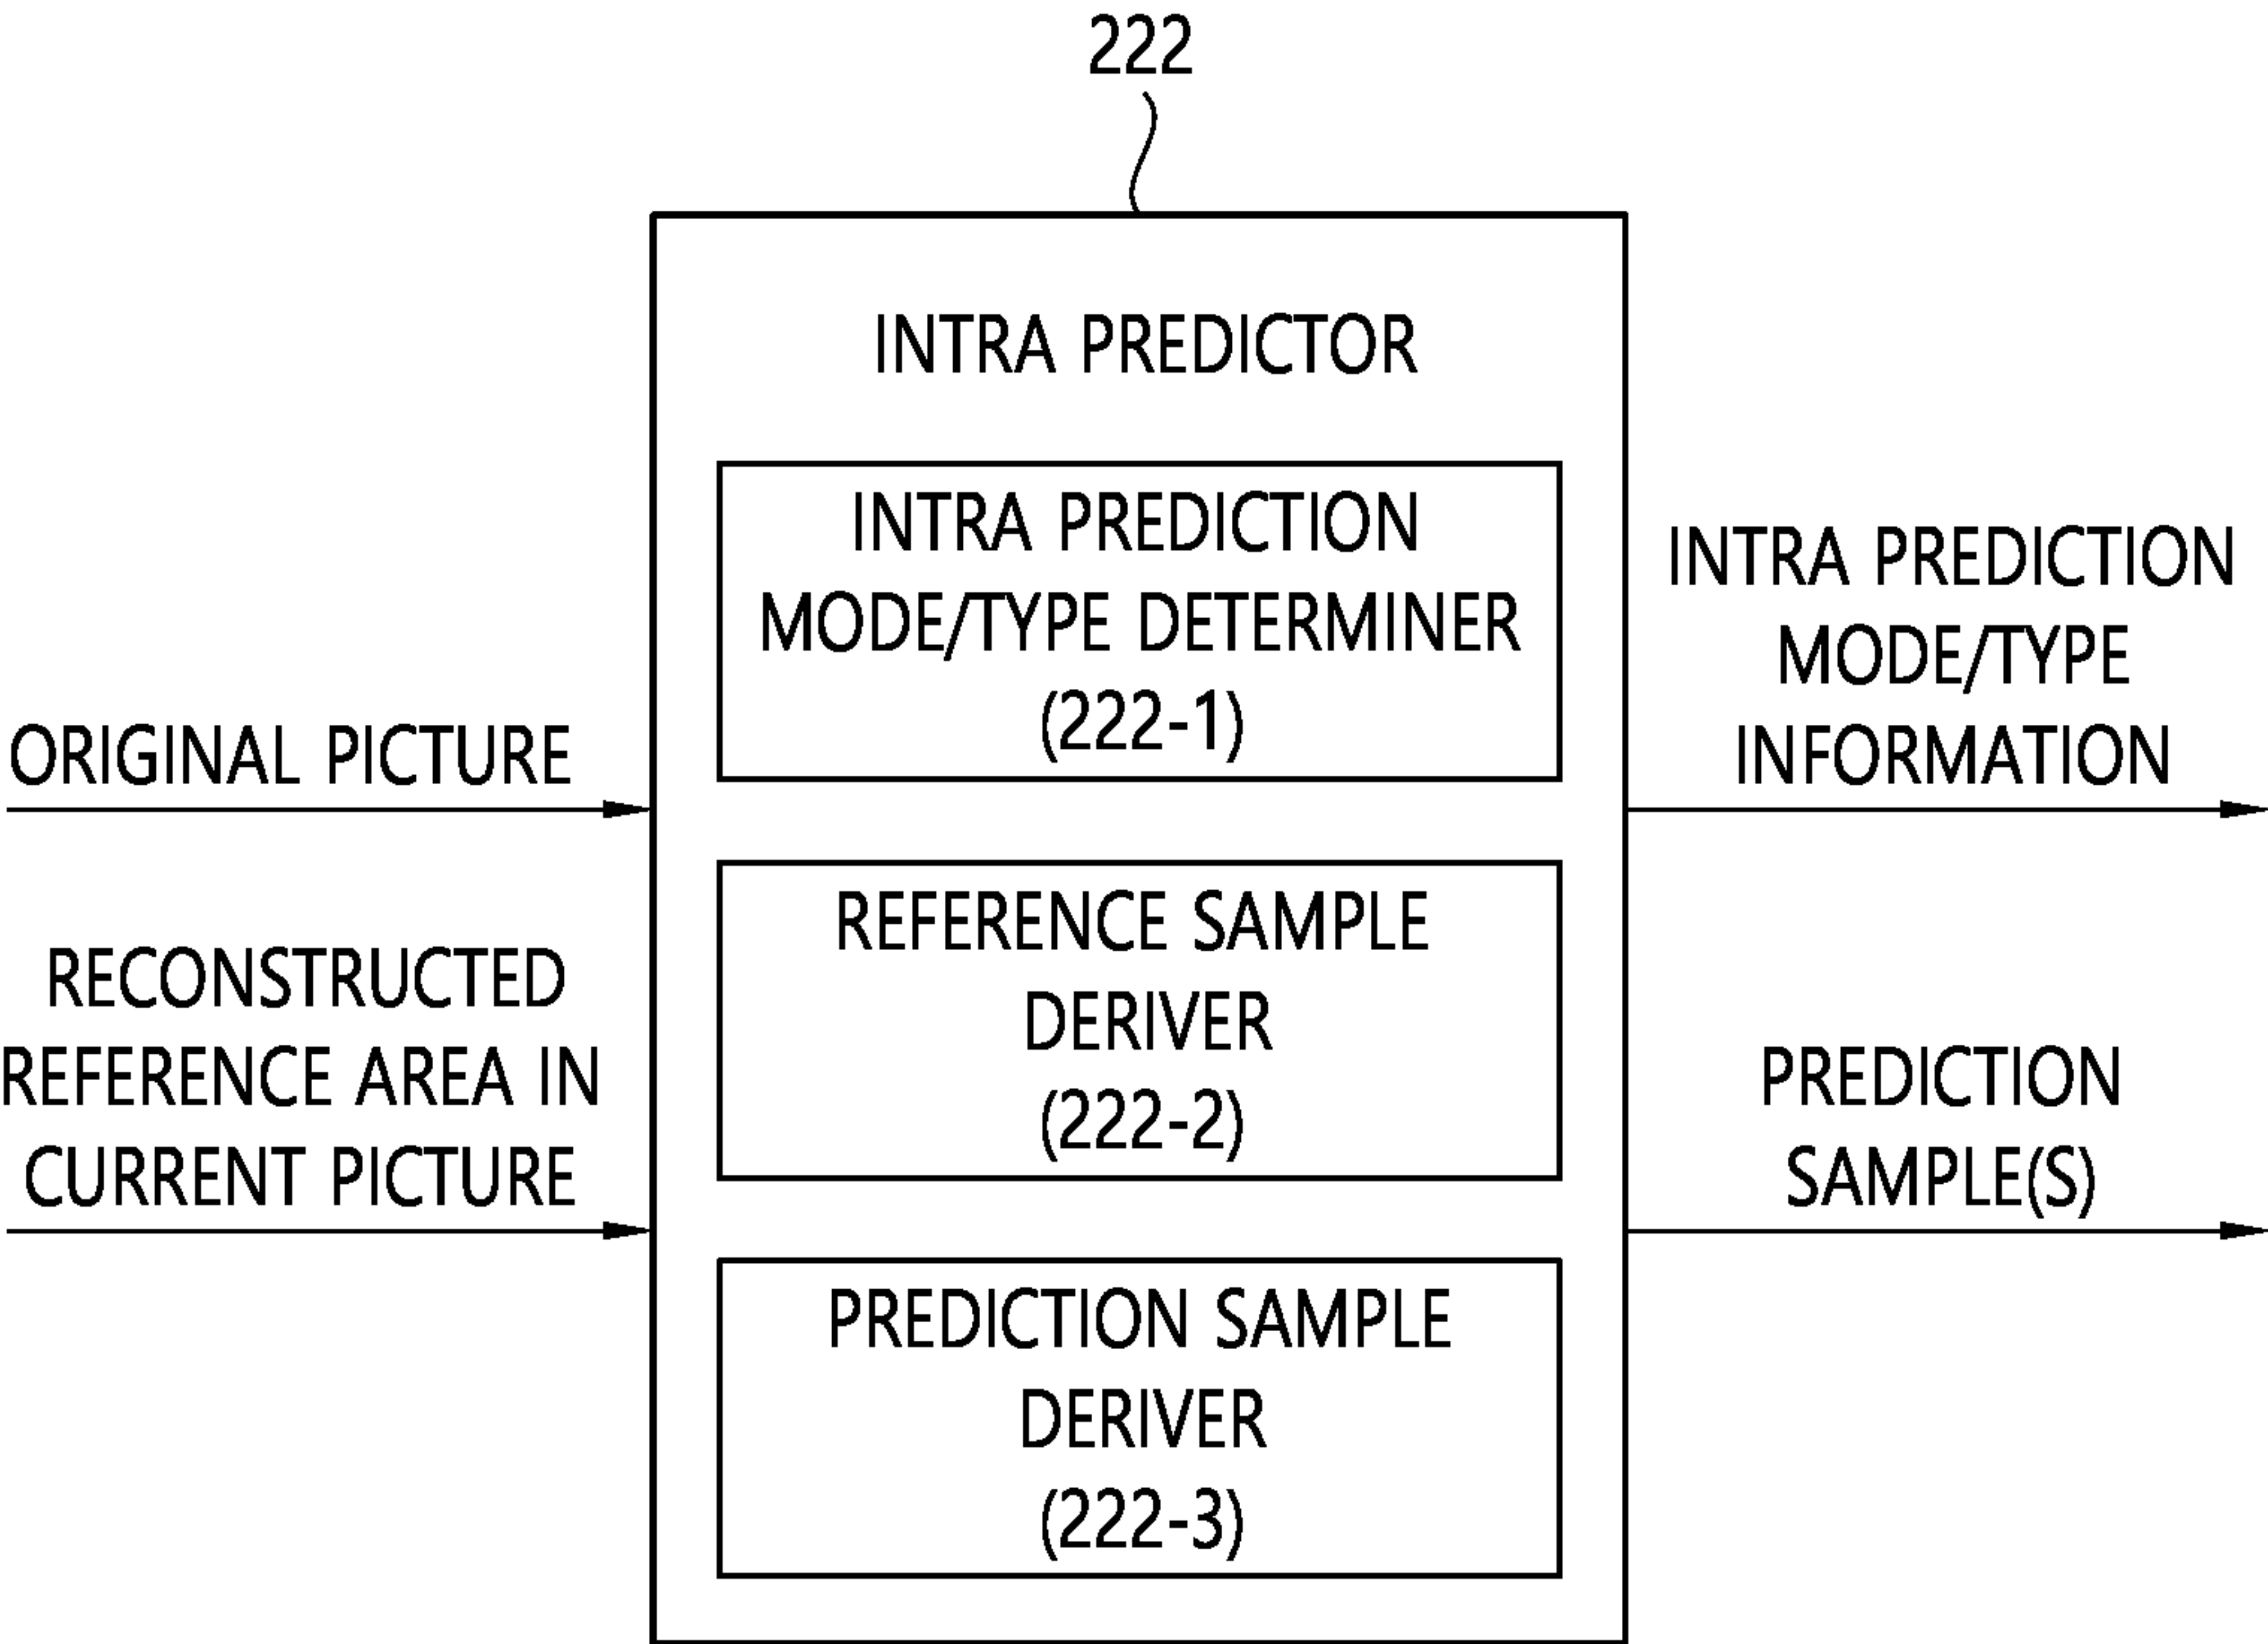 222
INTRA PREDICTOR
INTRA PREDICTION
MODE/TYPE DETERMINER
(222-1)
REFERENCE SAMPLE
DERIVER
(222-2)
PREDICTION SAMPLE
DERIVER
(222-3)
ORIGINAL PICTURE
RECONSTRUCTED
REFERENCE AREA IN
CURRENT PICTURE
INTRA PREDICTION
MODE/TYPE
INFORMATION
PREDICTION
SAMPLE(S)